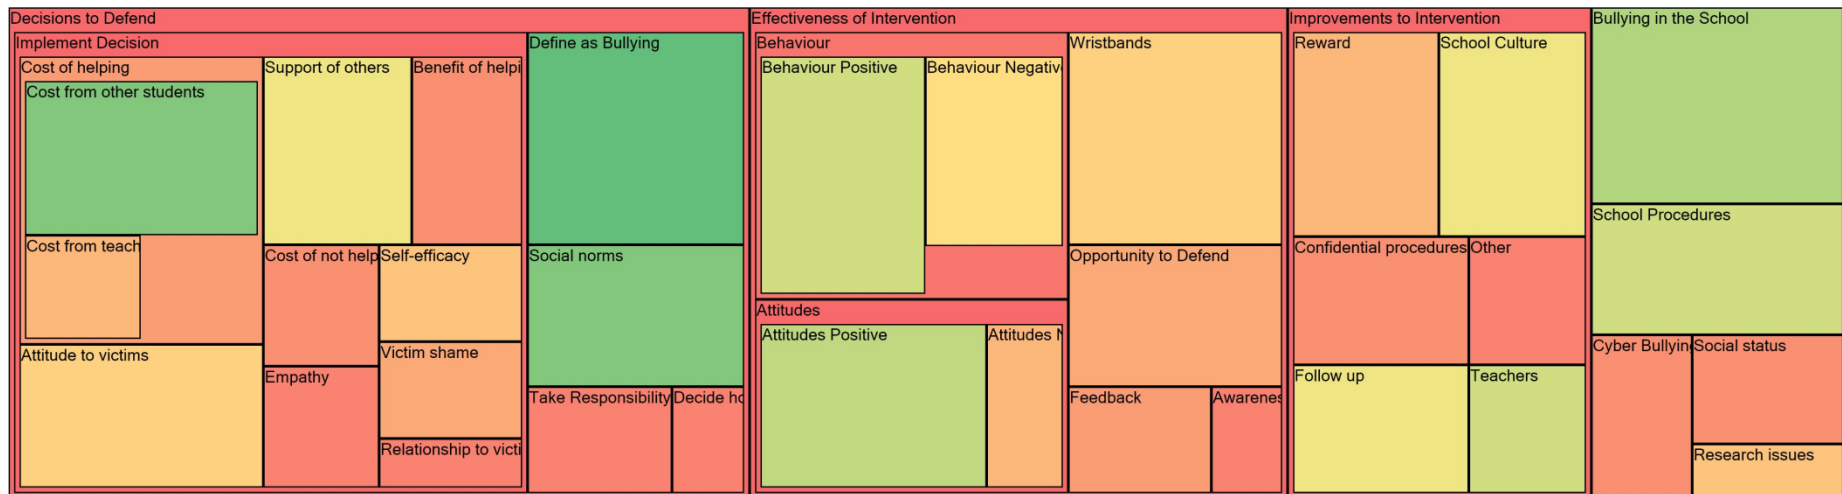 Decisions to Defend
Implement Decision
Cost of helping
Cost from other students
Cost from teach
Attitude to victims
Support of others
Benefit of helpi
Cost of not help
Self-efficacy
Victim shame
Empathy
Relationship to victi
Define as Bullying
Social norms
Take Responsibility
Decide ho
Effectiveness of Intervention
Behaviour
Behaviour Positive
Behaviour Negativ
Attitudes
Attitudes Positive
Attitudes N
Wristbands
Opportunity to Defend
Feedback
Awarenes
Improvements to Intervention
Reward
School Culture
Confidential procedures
Other
Follow up
Teachers
Bullying in the School
School Procedures
Cyber Bullyin
Social status
Research issues